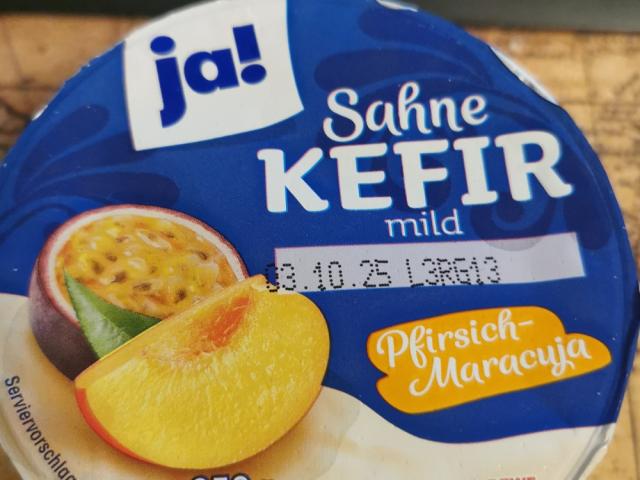 ja!
Sahne
KEFIR
mild
03.10.25 L3RG13
Pfirsich-
Maracuja
Serviervorschlag